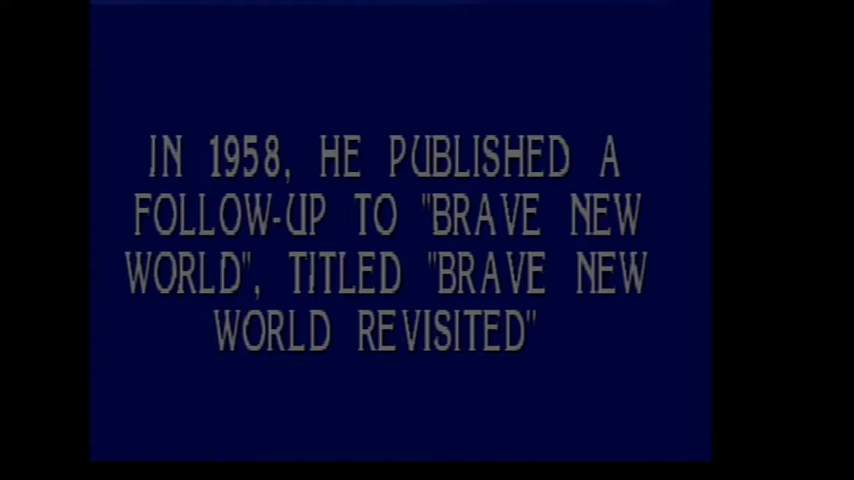 IN 1958, HE PUBLISHED A
FOLLOW-UP TO "BRAVE NEW
WORLD", TITLED "BRAVE NEW
WORLD REVISITED"